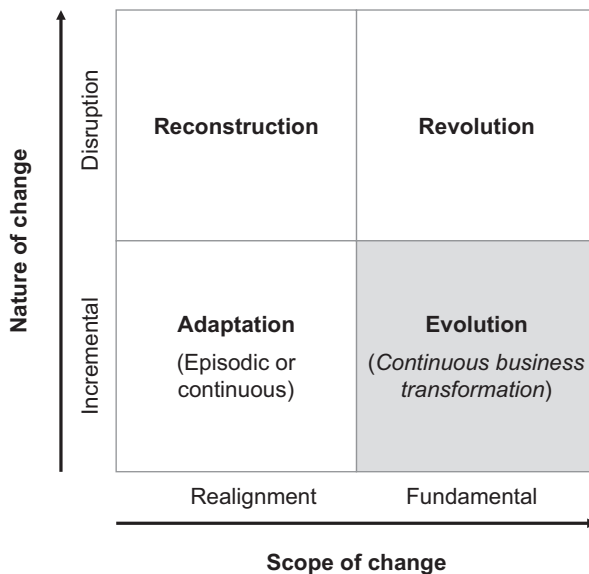 Nature of change
Disruption
Incremental
Reconstruction
Revolution
Adaptation
(Episodic or
continuous)
Evolution
(Continuous business
transformation)
Realignment
Fundamental
Scope of change